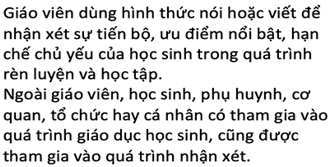 Giáo viên dùng hình thức nói hoặc viết để
nhận xét sự tiến bộ, ưu điểm nổi bật, hạn
chế chủ yếu của học sinh trong quá trình
rèn luyện và học tập.
Ngoài giáo viên, học sinh, phụ huynh, cơ
quan, tổ chức hay cá nhân có tham gia vào
quá trình giáo dục học sinh, cũng được
tham gia vào quá trình nhận xét.